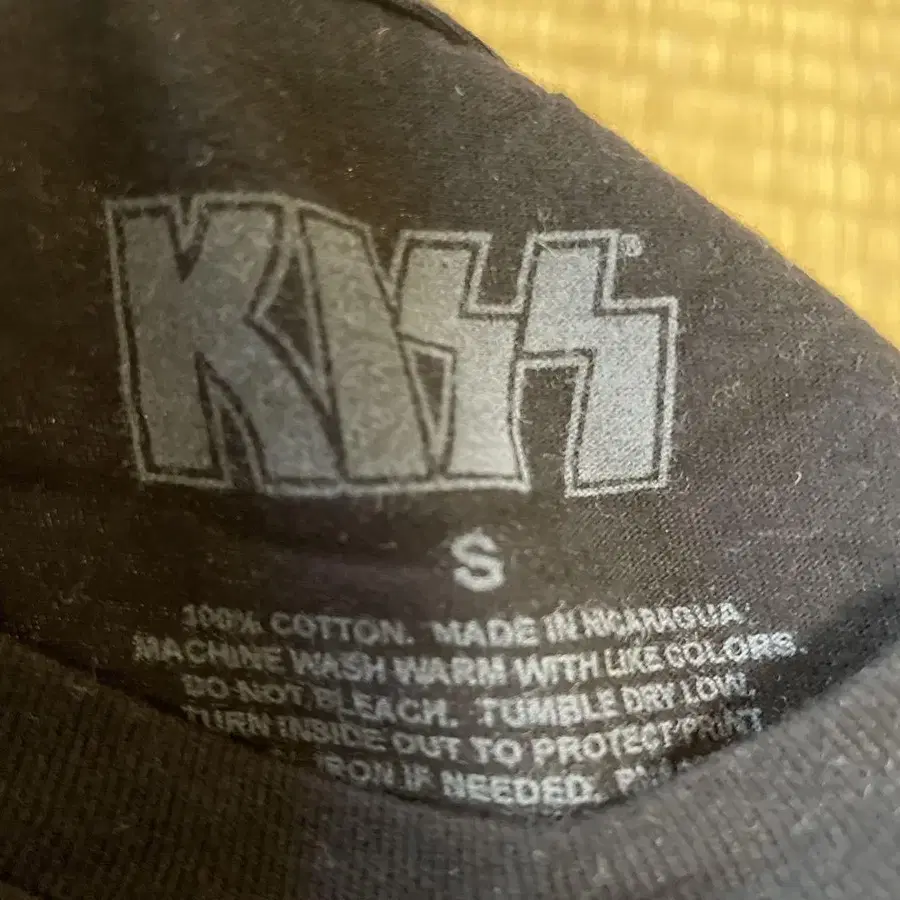 KISS®
S
100% COTTON. MADE IN NICARAGUA.
MACHINE WASH WARM WITH LIKE COLORS.
DO NOT BLEACH. TUMBLE DRY LOW.
TURN INSIDE OUT TO PROTECT PRINT
IRON IF NEEDED.